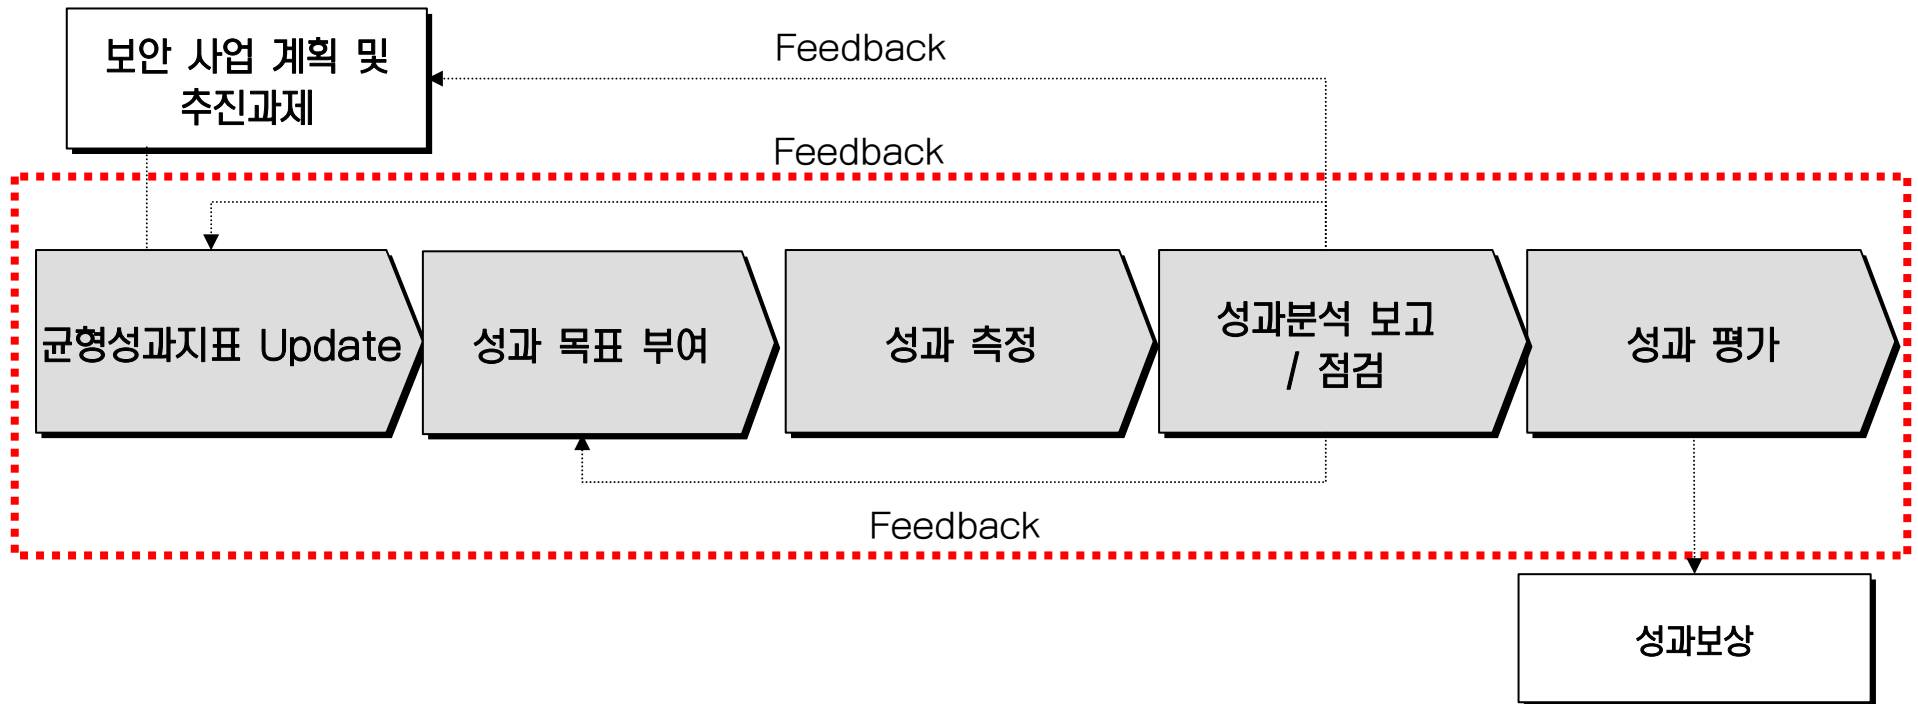 Feedback
보안 사업 계획 및
추진과제
Feedback
균형성과지표 Update
성과 목표 부여
성과 측정
성과분석 보고
/ 점검
성과 평가
Feedback
성과보상